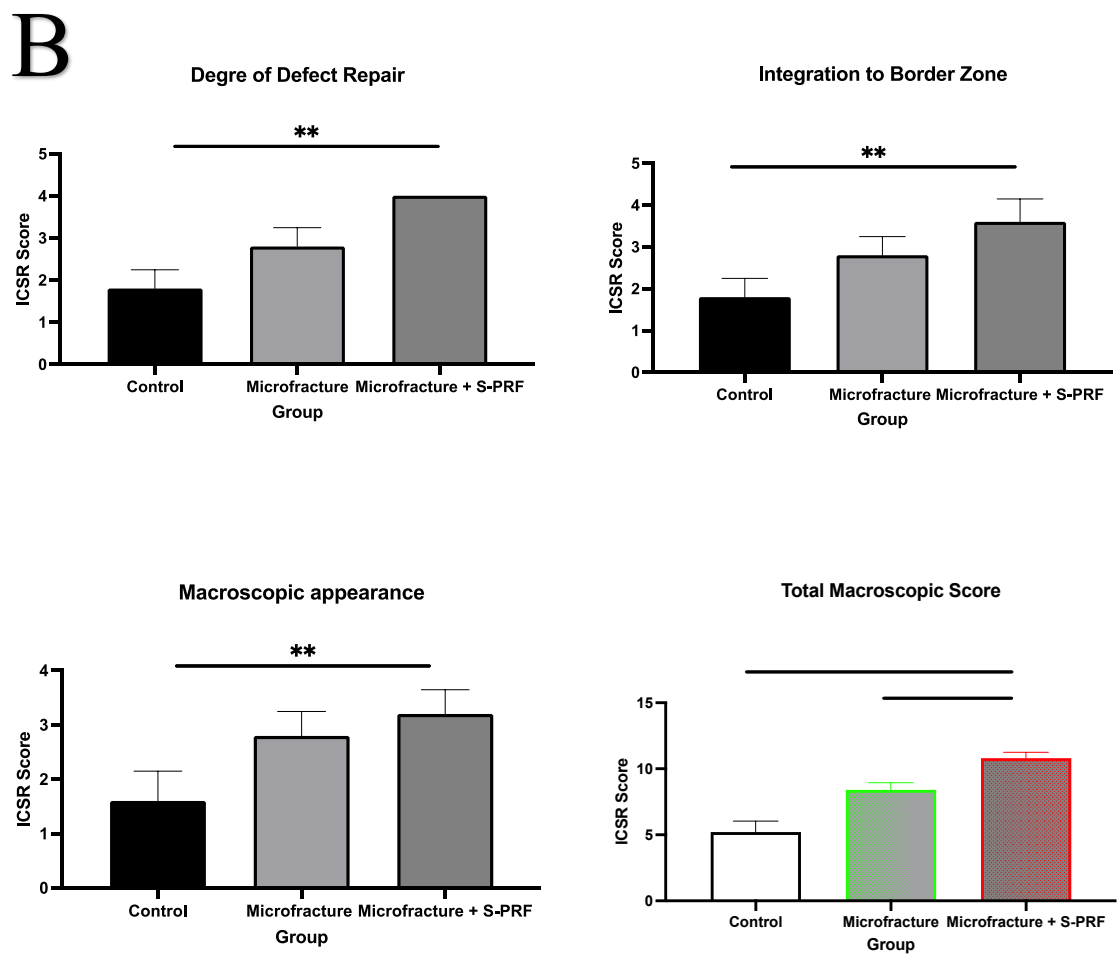 B
Degre of Defect Repair
**
5
4
3
2
1
0
ICSR Score
Control Microfracture Microfracture + S-PRF
Group
Integration to Border Zone
**
5
4
3
2
1
0
ICSR Score
Control Microfracture Microfracture + S-PRF
Group
Macroscopic appearance
**
4
3
2
1
0
ICSR Score
Control Microfracture Microfracture + S-PRF
Group
Total Macroscopic Score
15
10
5
0
ICSR Score
Control Microfracture Microfracture + S-PRF
Group